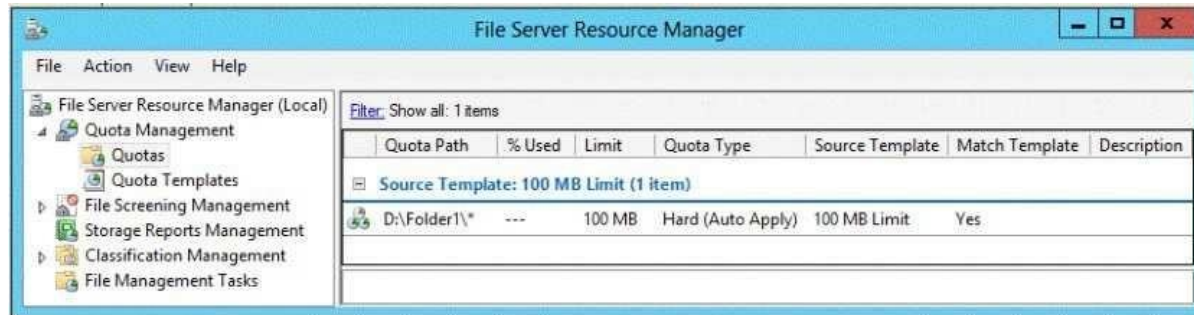 File Server Resource Manager
File Action View Help
File Server Resource Manager (Local)
Quota Management
Quotas
Quota Templates
File Screening Management
Storage Reports Management
Classification Management
File Management Tasks
Filter: Show all: 1 items
Quota Path % Used Limit Quota Type Source Template Match Template Description
Source Template: 100 MB Limit (1 item)
D:\Folder1\* --- 100 MB Hard (Auto Apply) 100 MB Limit Yes